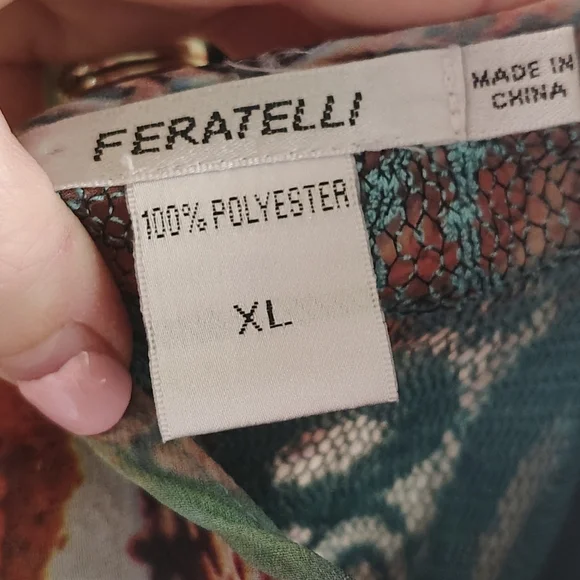 FERATELLI
MADE IN
CHINA
100% POLYESTER
XL